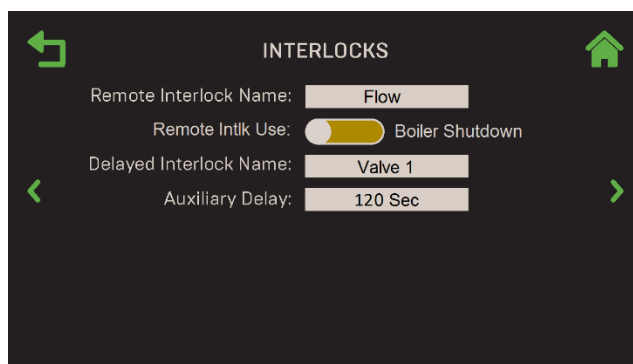 INTERLOCKS
Remote Interlock Name: Flow
Remote Intlk Use: Boiler Shutdown
Delayed Interlock Name: Valve 1
Auxiliary Delay: 120 Sec